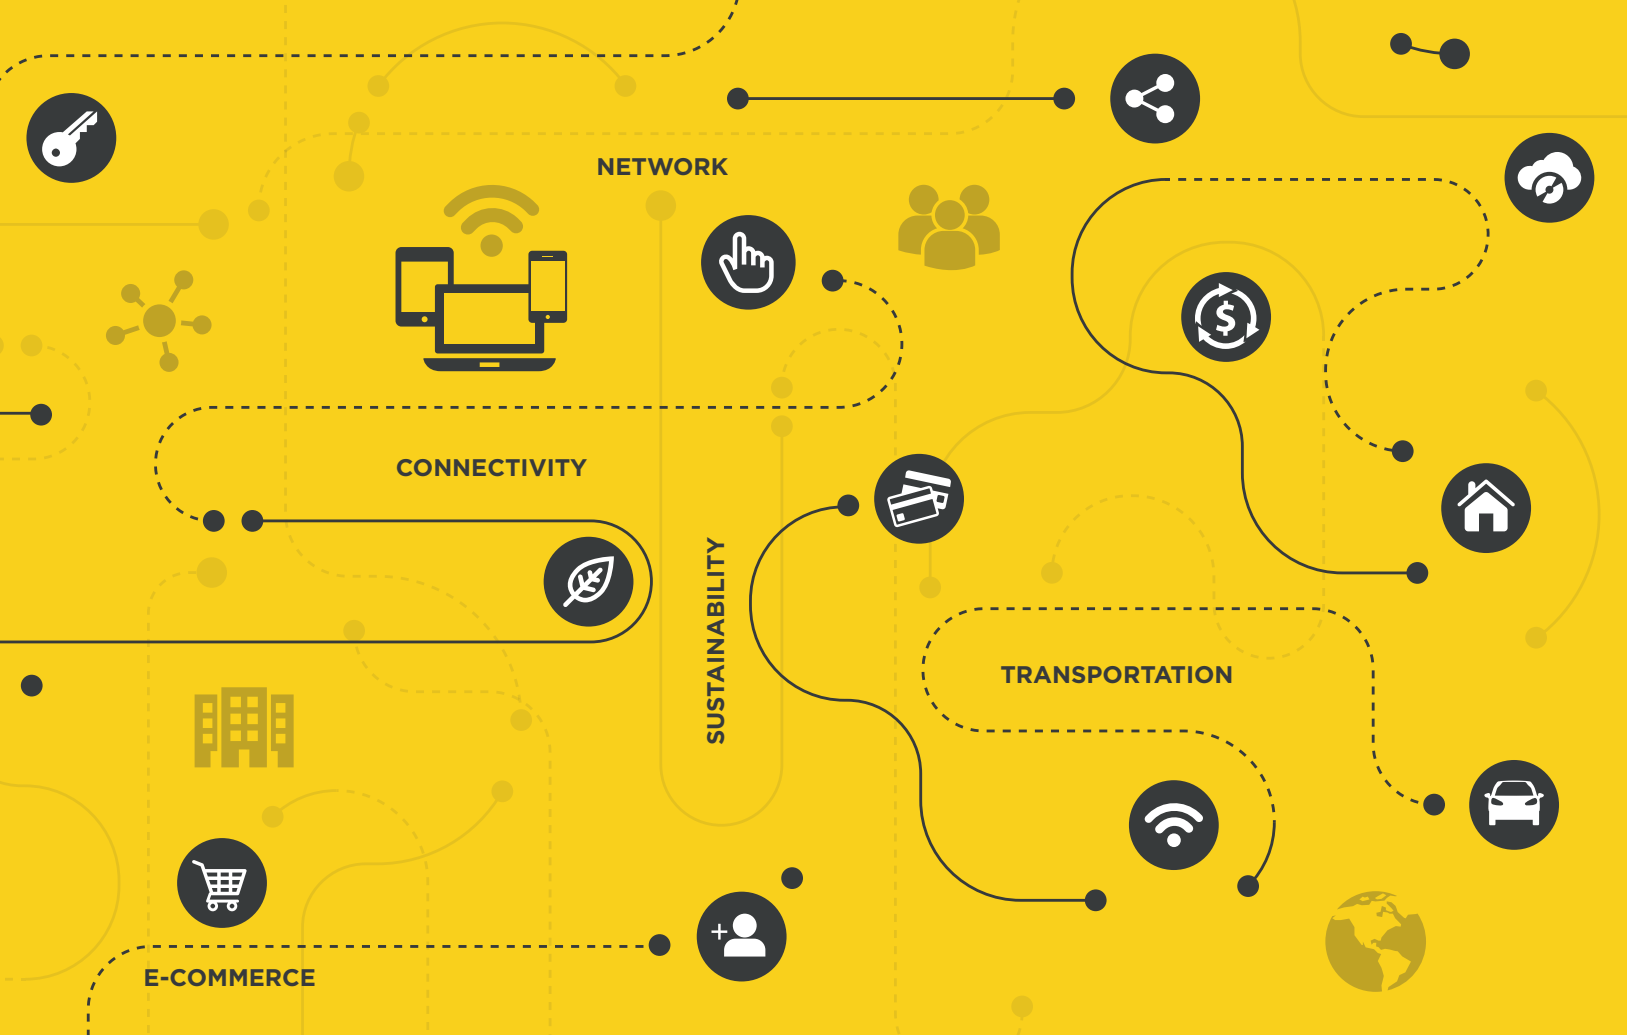 NETWORK
CONNECTIVITY
SUSTAINABILITY
TRANSPORTATION
E-COMMERCE